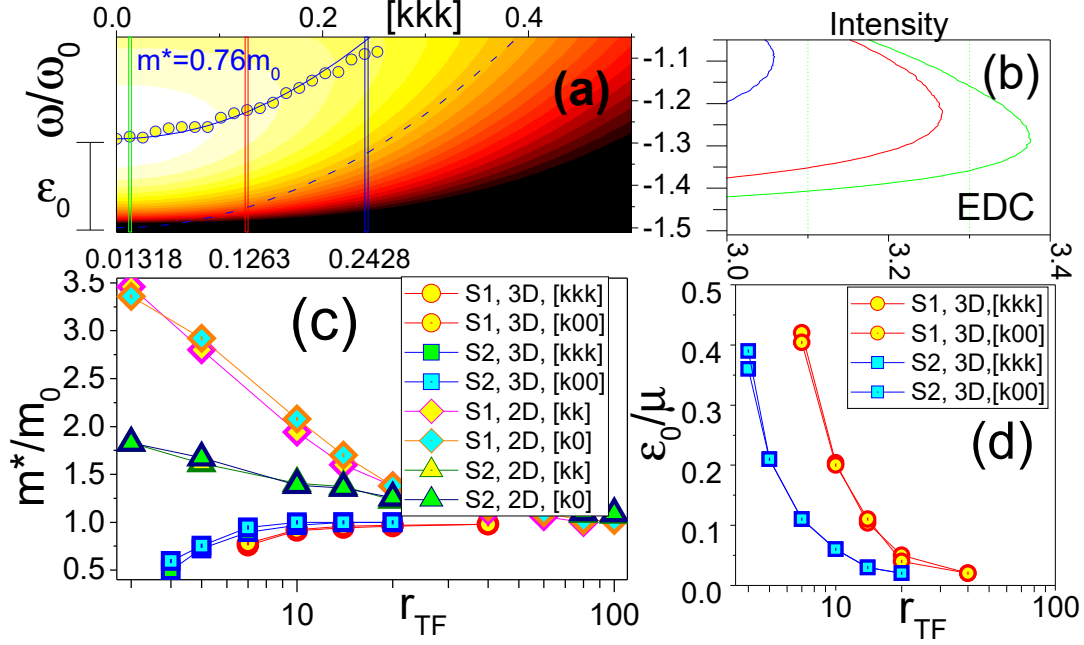 0.0 0.2 [kkk] 0.4
m*=0.76m0
(a)
ω/ω0
ε0
-1.1
-1.2
-1.3
-1.4
-1.5
0.01318 0.1263 0.2428
Intensity
(b)
EDC
3.0 3.2 3.4
(c)
3.5
3.0
2.5
2.0
1.5
1.0
0.5
m*/m0
10 100
rTF
S1, 3D, [kkk]
S1, 3D, [k00]
S2, 3D, [kkk]
S2, 3D, [k00]
S1, 2D, [kk]
S1, 2D, [k0]
S2, 2D, [kk]
S2, 2D, [k0]
S1, 3D,[kkk]
S1, 3D,[k00]
S2, 3D,[kkk]
S2, 3D,[k00]
(d)
0.5
0.4
0.3
0.2
0.1
0.0
ε0/μ
10 100
rTF